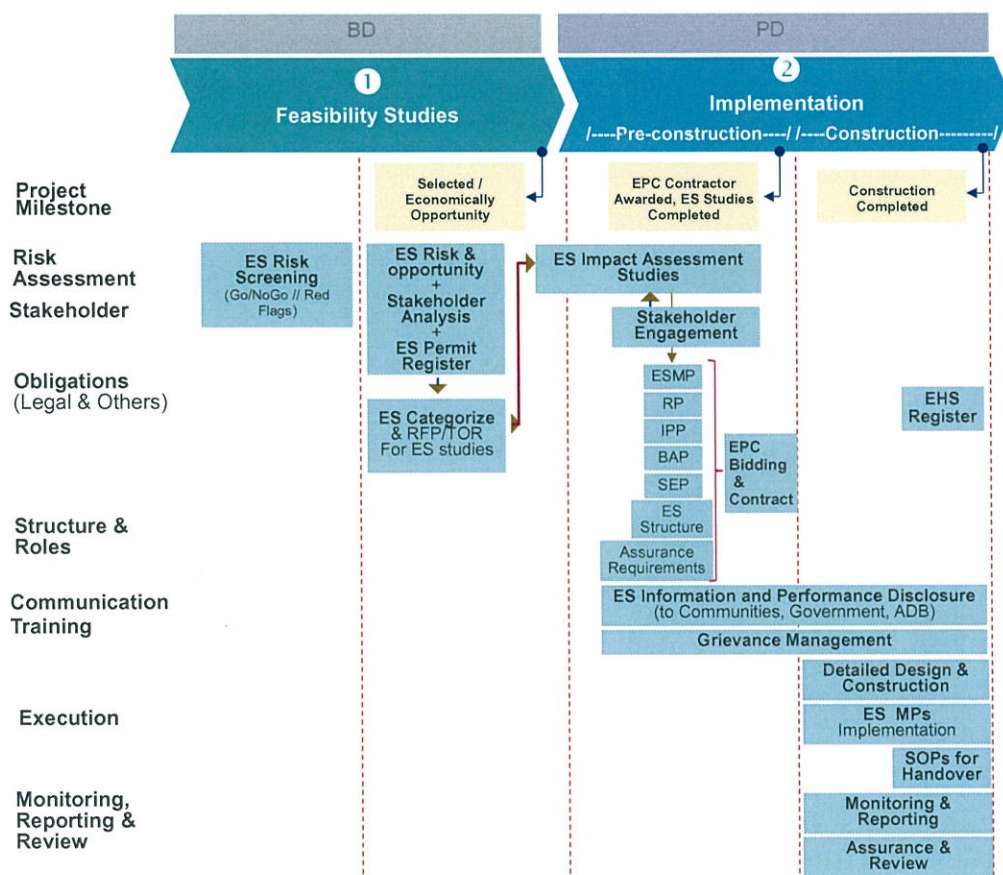 BD
PD
1
Feasibility Studies
2
Implementation
/----Pre-construction----/ /----Construction---------/
Project
Milestone
Selected /
Economically
Opportunity
EPC Contractor
Awarded, ES Studies
Completed
Construction
Completed
Risk
Assessment
Stakeholder
ES Risk
Screening
(Go/NoGo // Red
Flags)
ES Risk &
opportunity
+
Stakeholder
Analysis
+
ES Permit
Register
ES Impact Assessment
Studies
Stakeholder
Engagement
Obligations
(Legal & Others)
ES Categorize
& RFP/TOR
For ES studies
ESMP
RP
IPP
BAP
SEP
ES
Structure
Assurance
Requirements
EPC
Bidding
&
Contract
EHS
Register
Structure &
Roles
Communication
Training
ES Information and Performance Disclosure
(to Communities, Government, ADB)
Grievance Management
Execution
Detailed Design &
Construction
ES MPs
Implementation
SOPs for
Handover
Monitoring,
Reporting &
Review
Monitoring &
Reporting
Assurance &
Review